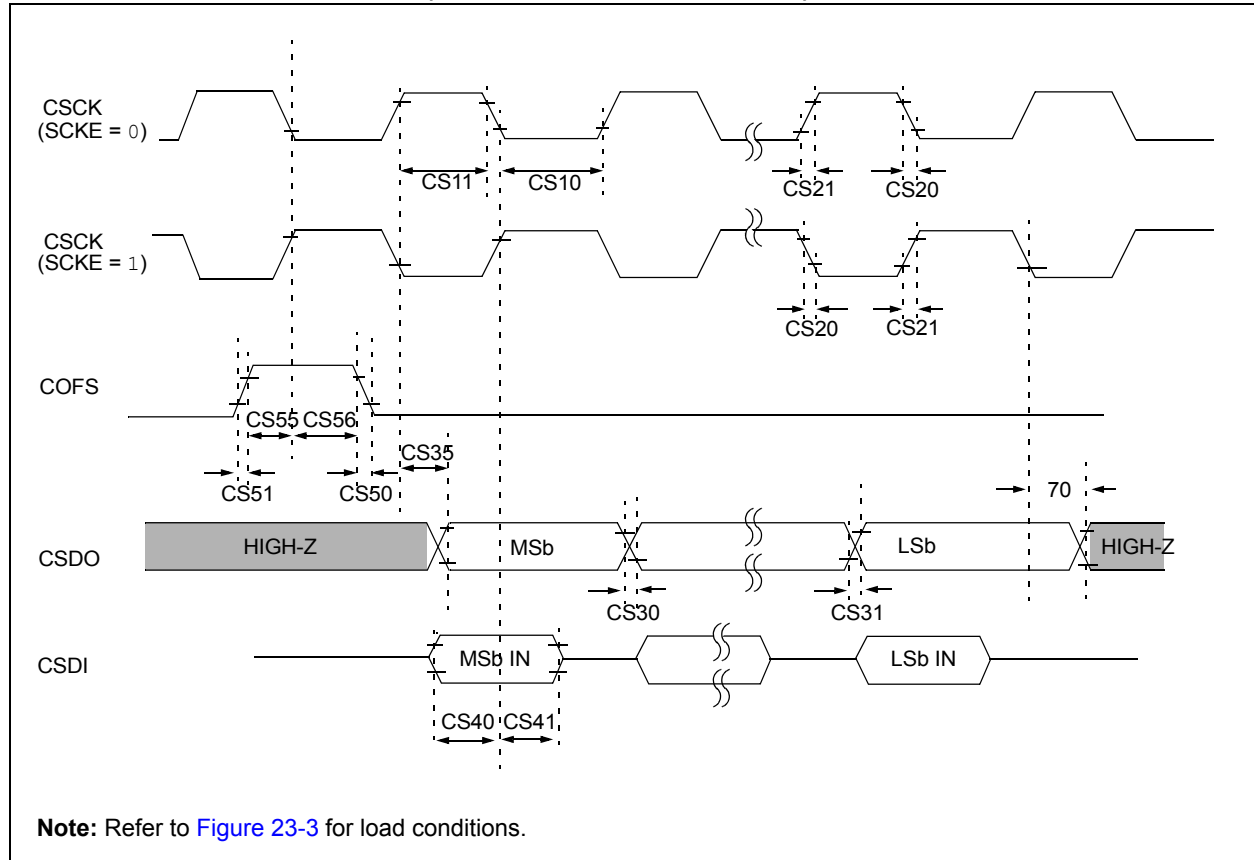 CSCK
(SCKE = 0)
CS11
CS10
CS21
CS20
CSCK
(SCKE = 1)
CS20
CS21
COFS
CS55
CS56
CS35
CS51
CS50
70
CSDO
HIGH-Z
MSb
LSb
HIGH-Z
CS30
CS31
CSDI
MSb IN
LSb IN
CS40
CS41
Note: Refer to Figure 23-3 for load conditions.